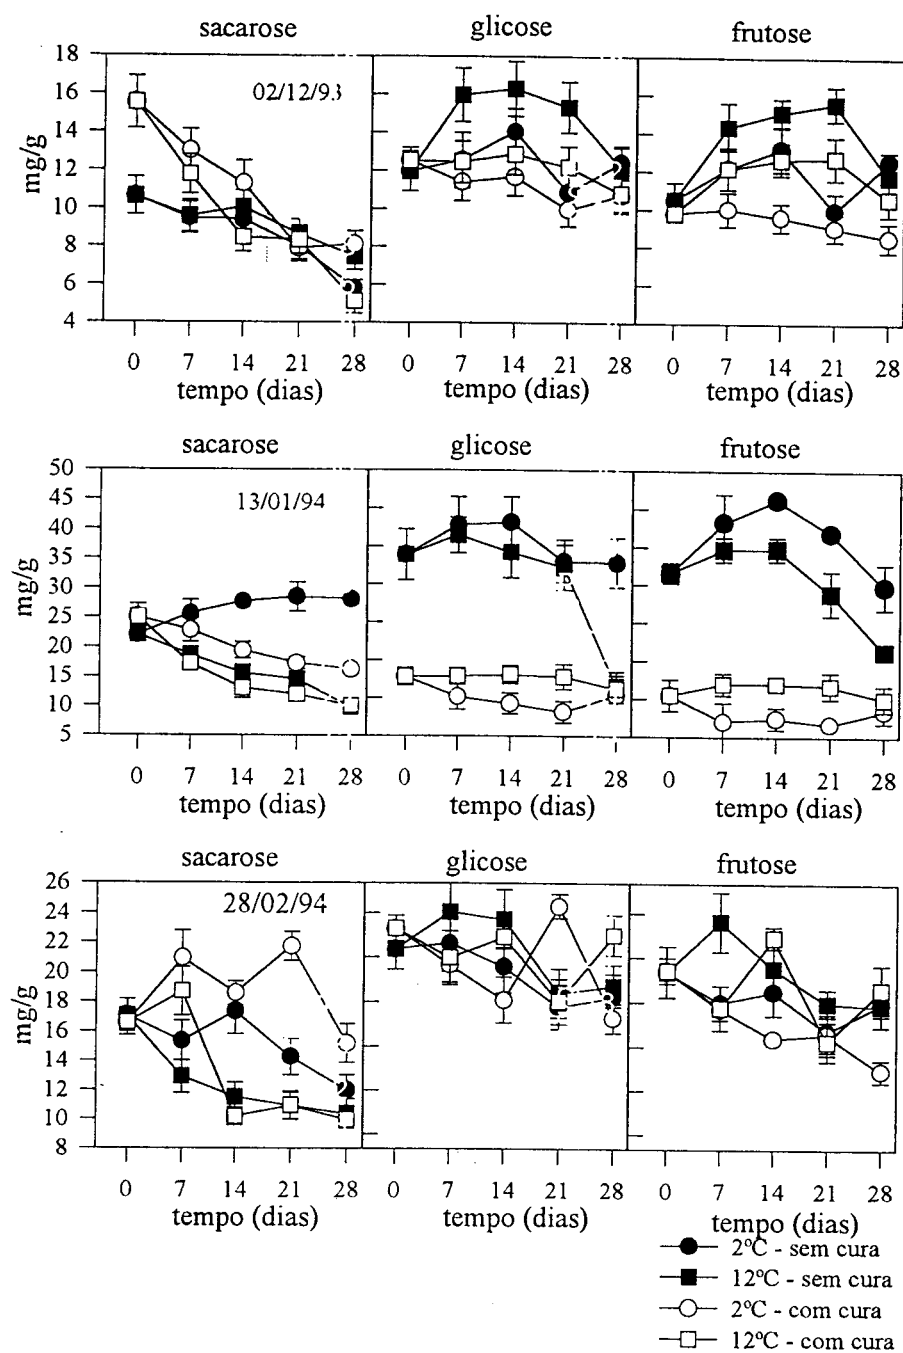 sacarose glicose frutose
18
16
14
12
10
8
6
4
mg/g
02/12/93
0 7 14 21 28 0 7 14 21 28 0 7 14 21 28
tempo (dias) tempo (dias) tempo (dias)
sacarose glicose frutose
50
45
40
35
30
25
20
15
10
5
mg/g
13/01/94
0 7 14 21 28 0 7 14 21 28 0 7 14 21 28
tempo (dias) tempo (dias) tempo (dias)
sacarose glicose frutose
26
24
22
20
18
16
14
12
10
8
mg/g
28/02/94
0 7 14 21 28 0 7 14 21 28 0 7 14 21 28
tempo (dias) tempo (dias) tempo (dias)
2ºC - sem cura
12ºC - sem cura
2ºC - com cura
12ºC - com cura